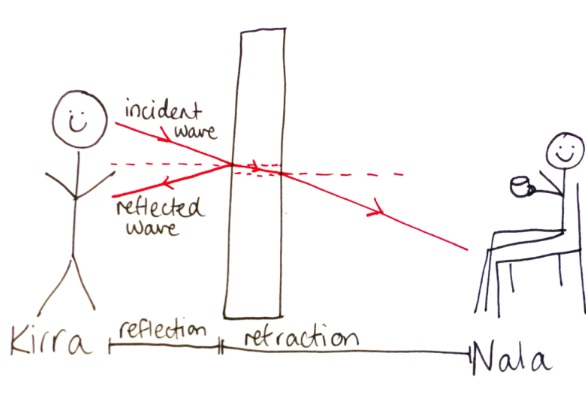 incident
wave
reflected
wave
Kirra
reflection
refraction
Nala